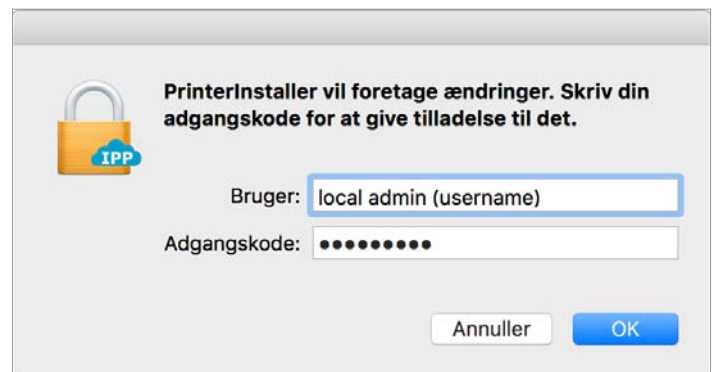 PrinterInstaller vil foretage ændringer. Skriv din
adgangskode for at give tilladelse til det.
IPP
Bruger: local admin (username)
Adgangskode: ●●●●●●●●●
Annuller OK